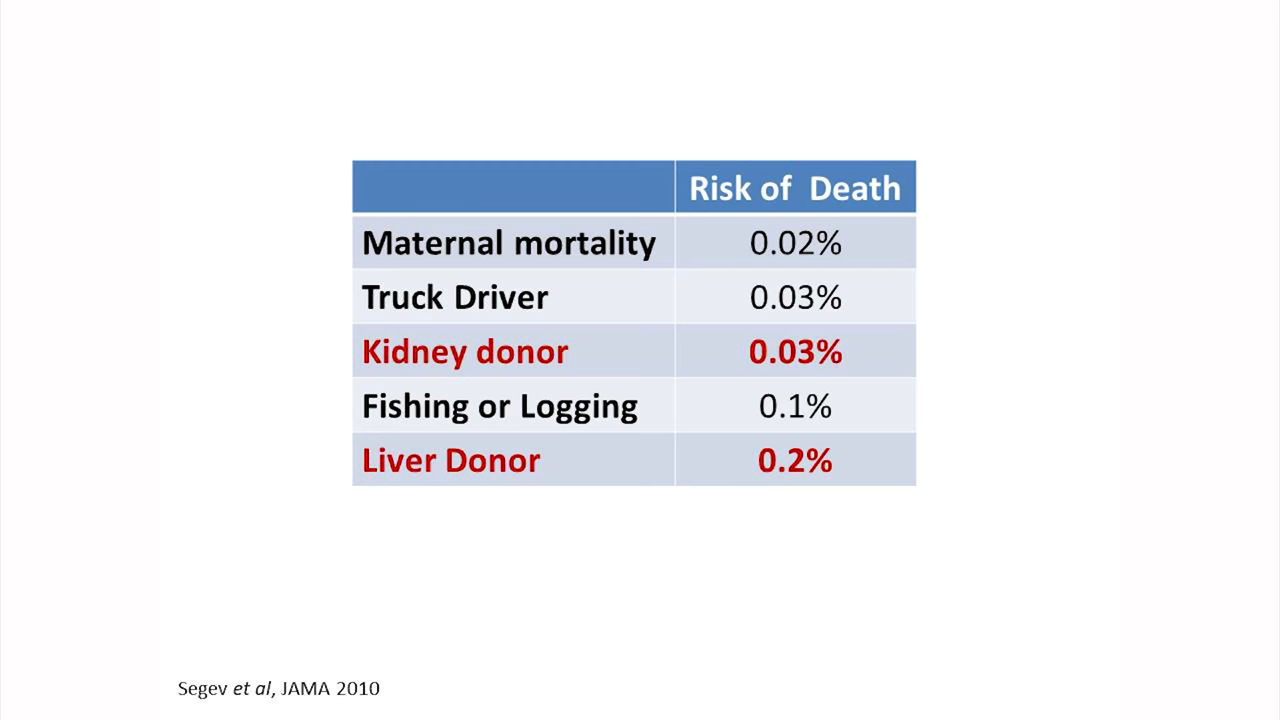 Risk of Death
Maternal mortality 0.02%
Truck Driver 0.03%
Kidney donor 0.03%
Fishing or Logging 0.1%
Liver Donor 0.2%
Segev et al, JAMA 2010